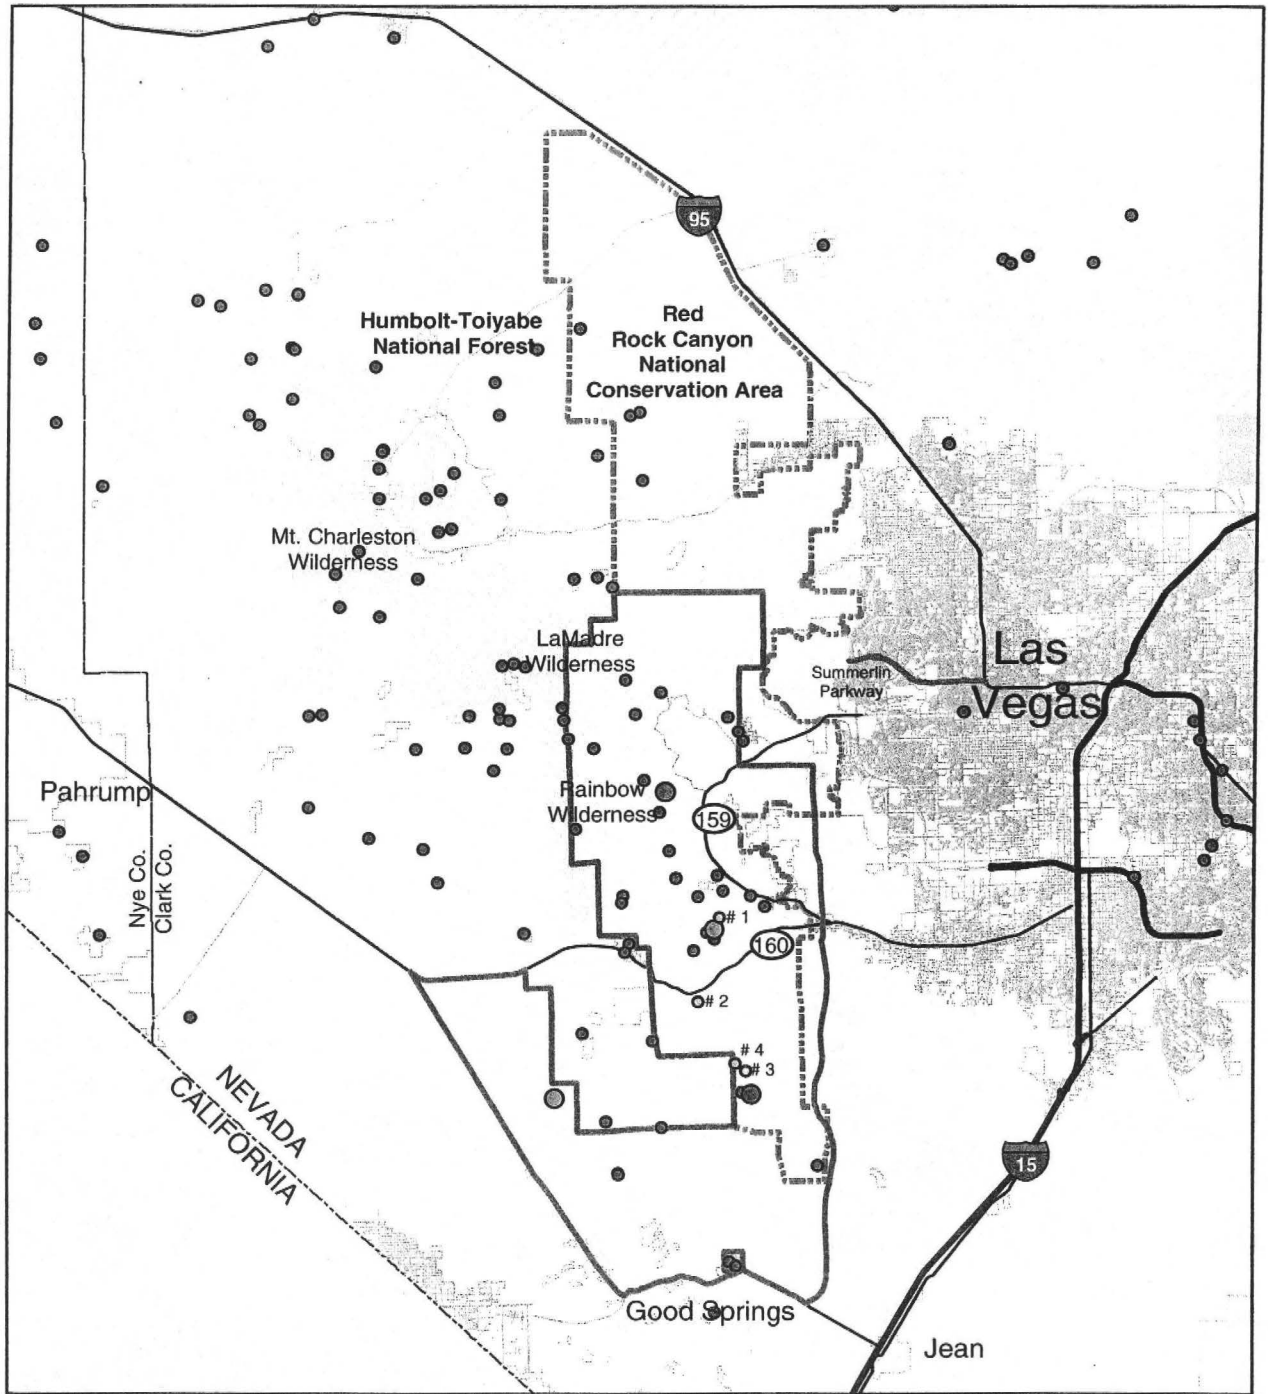 95
Humbolt-Toiyabe
National Forest
Red
Rock Canyon
National
Conservation Area
Mt. Charleston
Wilderness
LaMadre
Wilderness
Summerlin
Parkway
Las
Vegas
Pahrump
Rainbow
Wilderness
159
Nye Co.
Clark Co.
# 1
160
# 2
# 4
# 3
NEVADA
CALIFORNIA
15
Good Springs
Jean